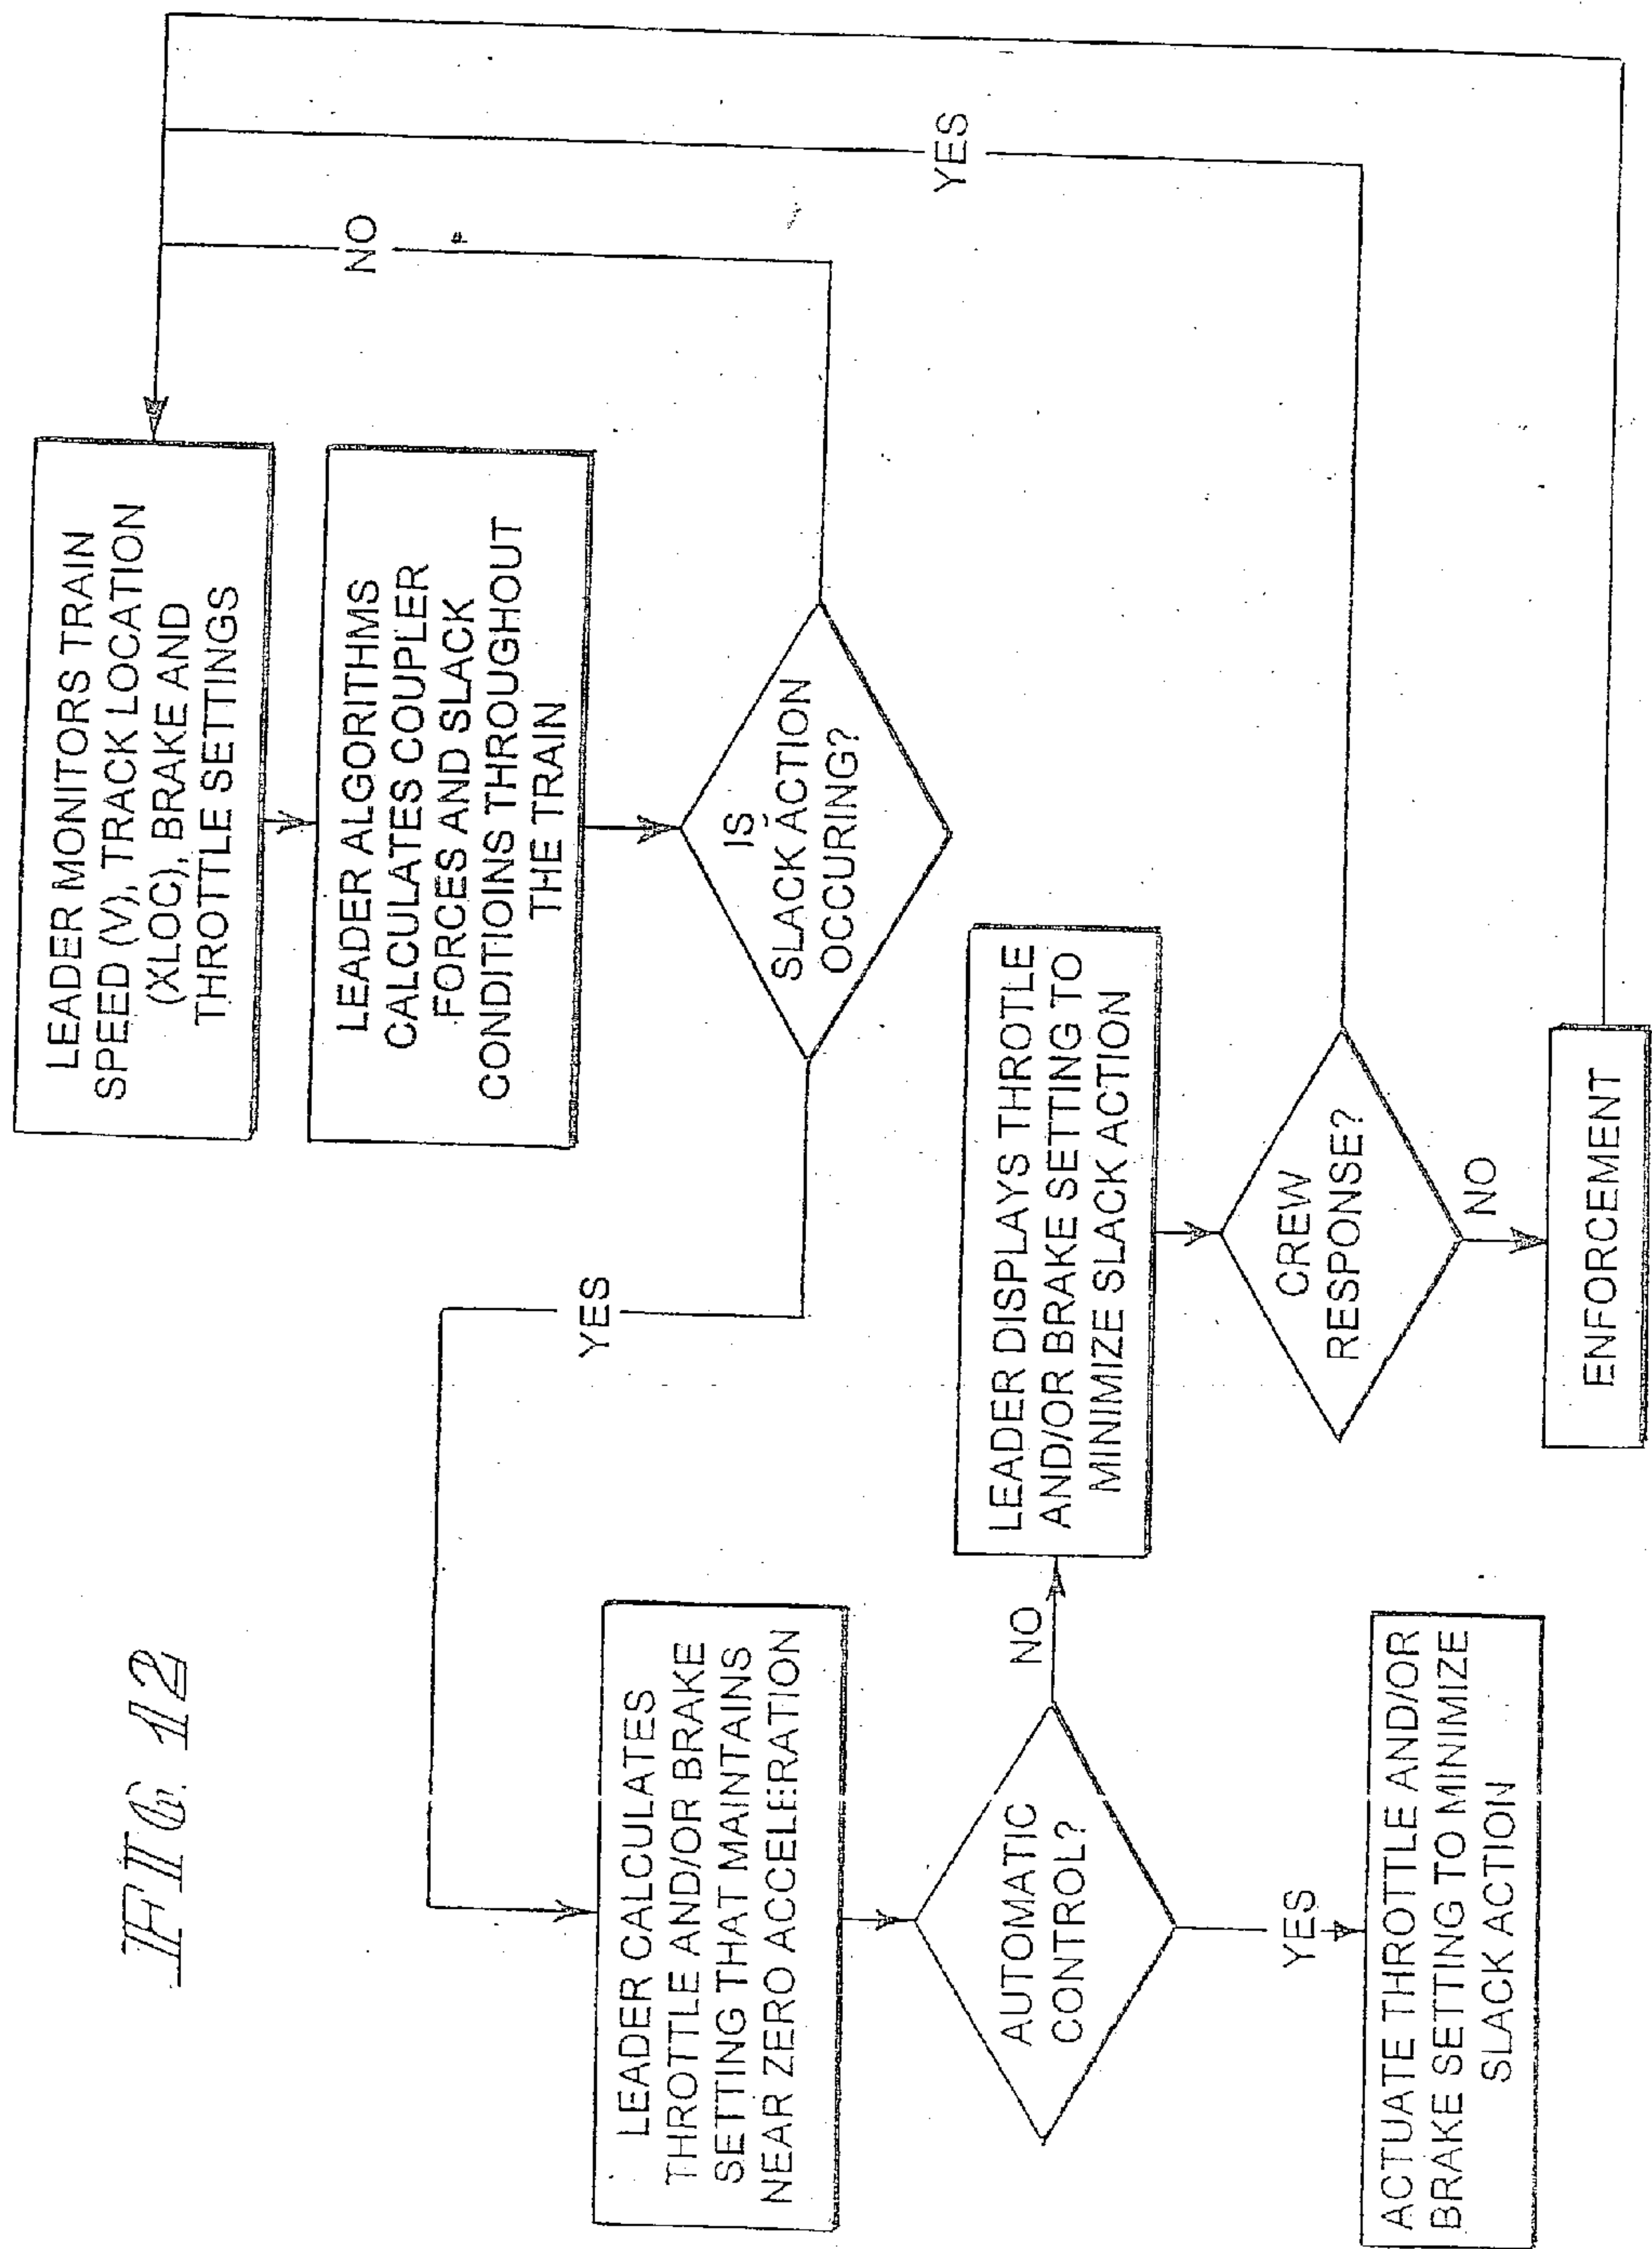 FIG. 12
LEADER MONITORS TRAIN
SPEED (V), TRACK LOCATION
(XLOC), BRAKE AND
THROTTLE SETTINGS
LEADER ALGORITHMS
CALCULATES COUPLER
FORCES AND SLACK
CONDITIOINS THROUGHOUT
THE TRAIN
IS
SLACK ACTION
OCCURING?
NO
YES
LEADER CALCULATES
THROTTLE AND/OR BRAKE
SETTING THAT MAINTAINS
NEAR ZERO ACCELERATION
AUTOMATIC
CONTROL?
NO
YES
ACTUATE THROTTLE AND/OR
BRAKE SETTING TO MINIMIZE
SLACK ACTION
LEADER DISPLAYS THROTLE
AND/OR BRAKE SETTING TO
MINIMIZE SLACK ACTION
CREW
RESPONSE?
YES
NO
ENFORCEMENT